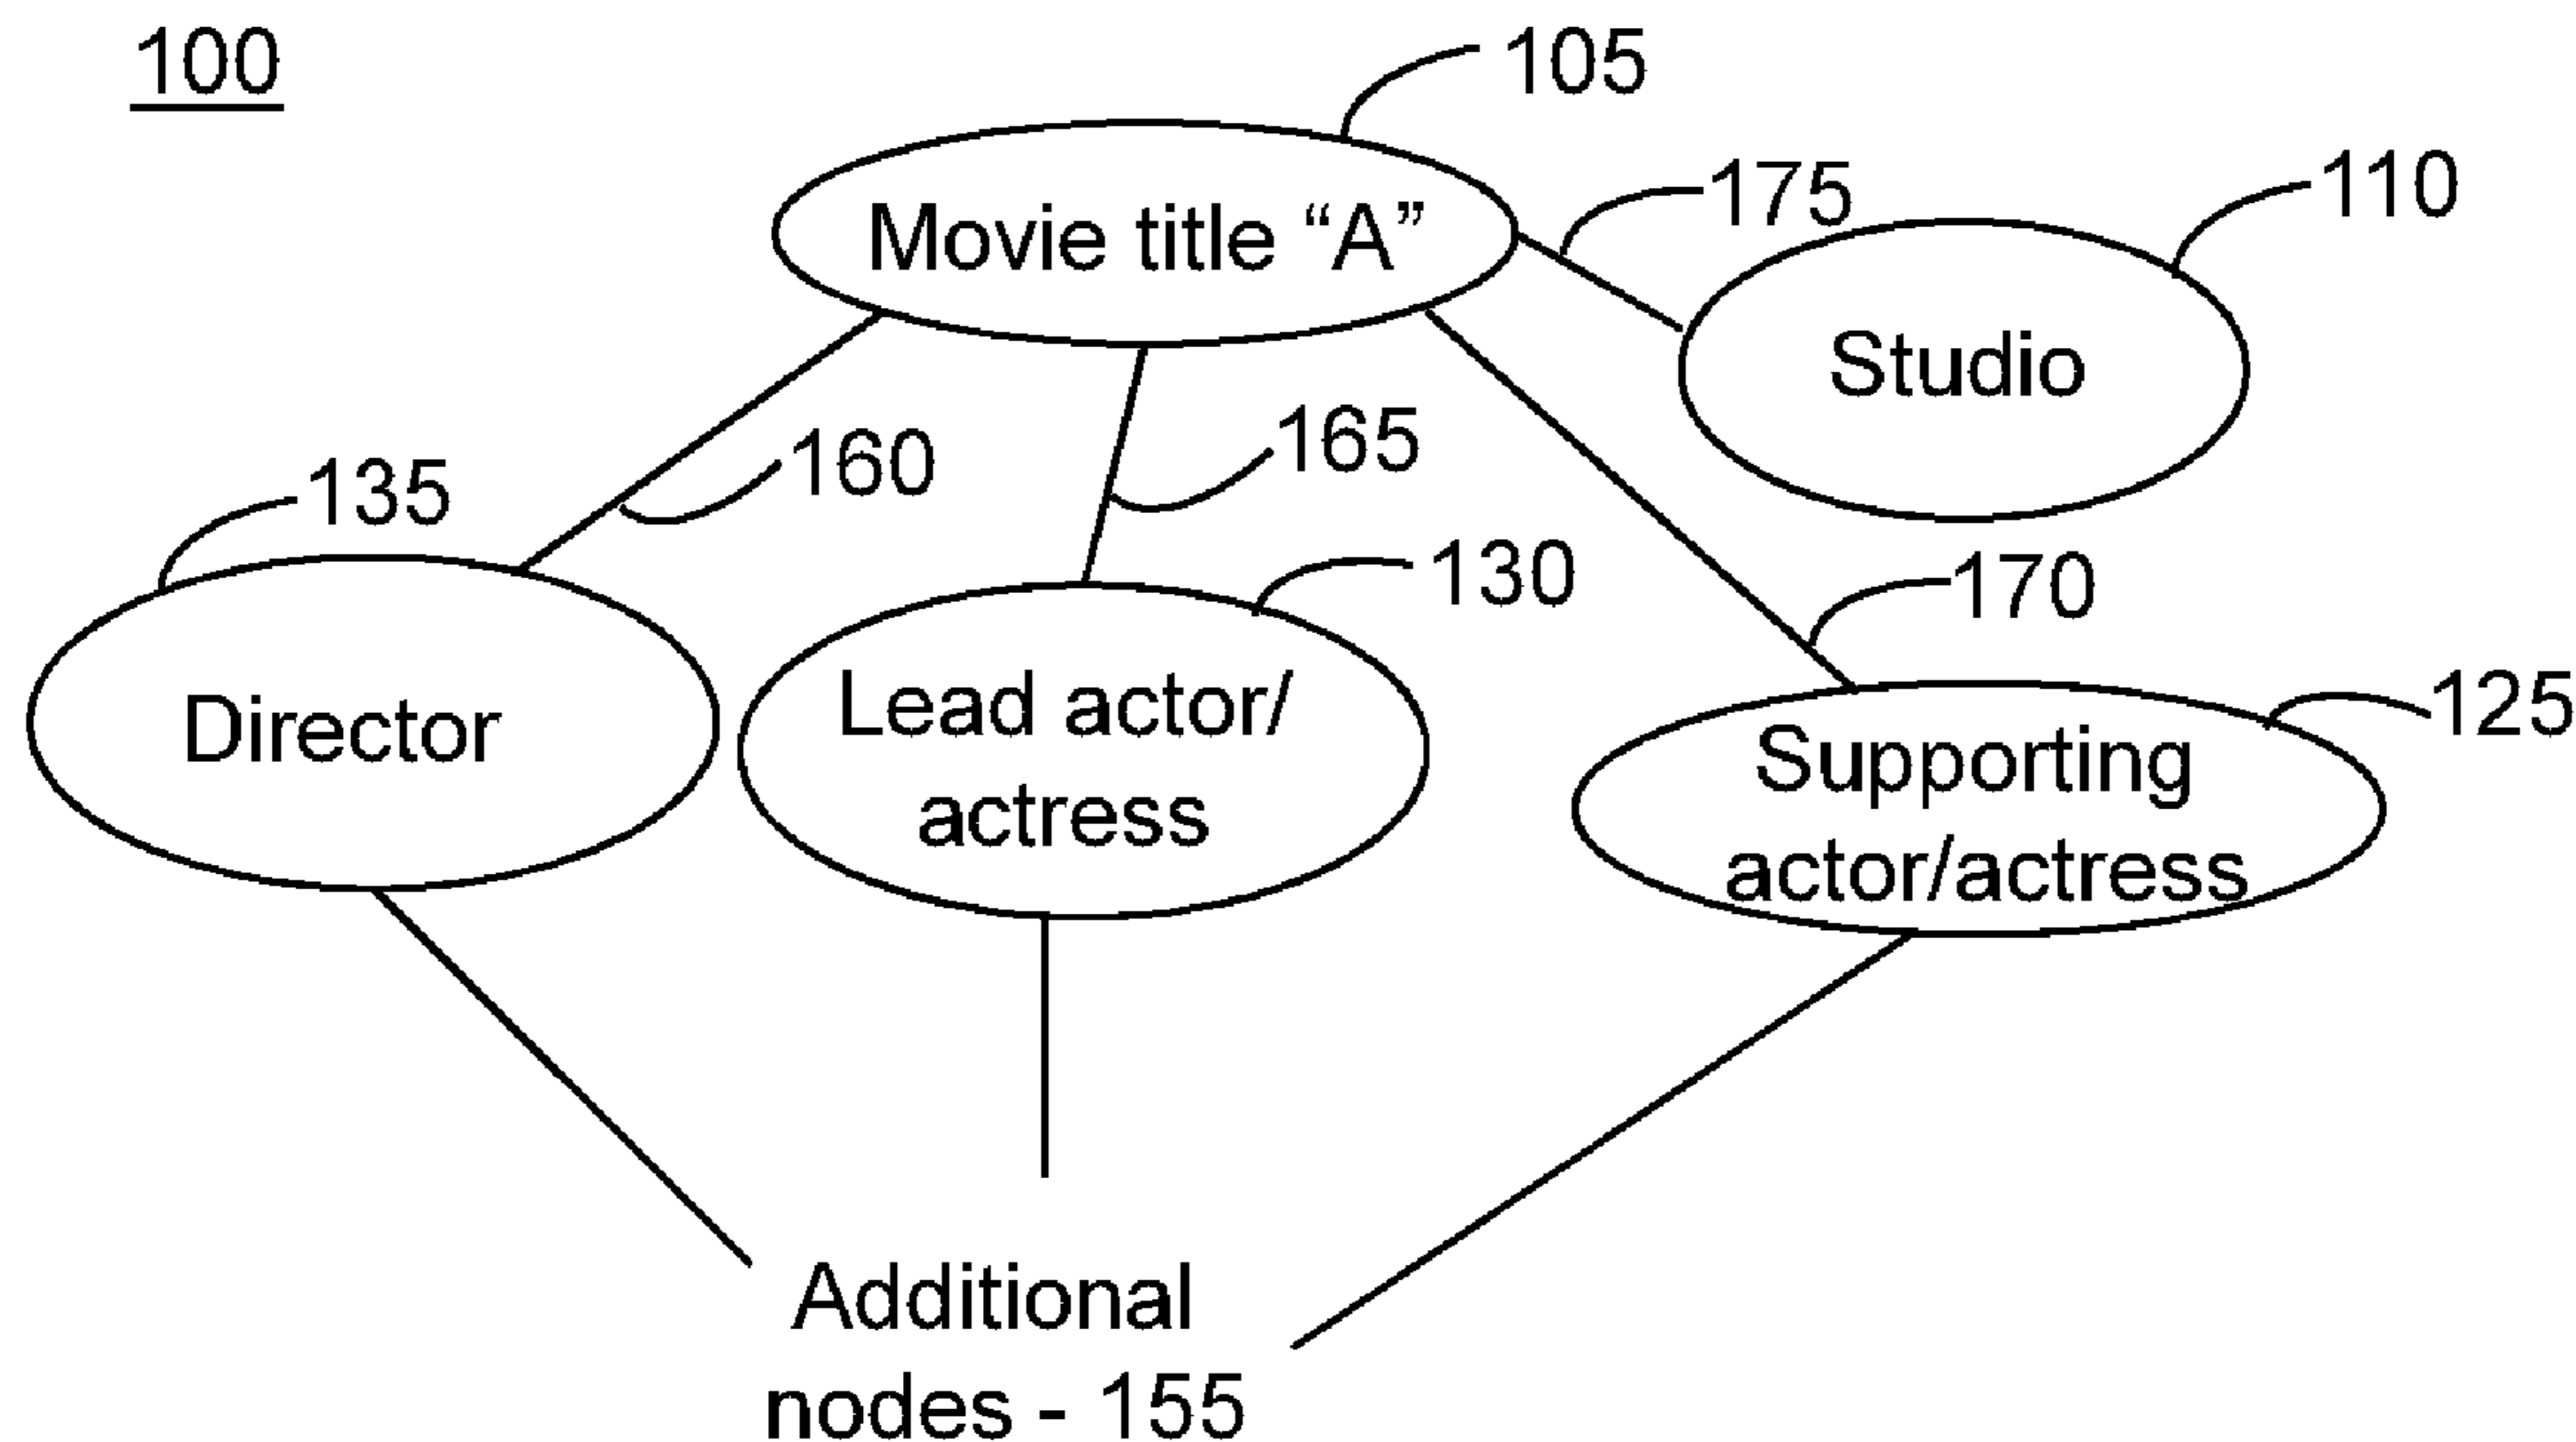 100
105
Movie title “A”
175
110
Studio
160
165
135
130
170
Director
Lead actor/
actress
125
Supporting
actor/actress
Additional
nodes - 155